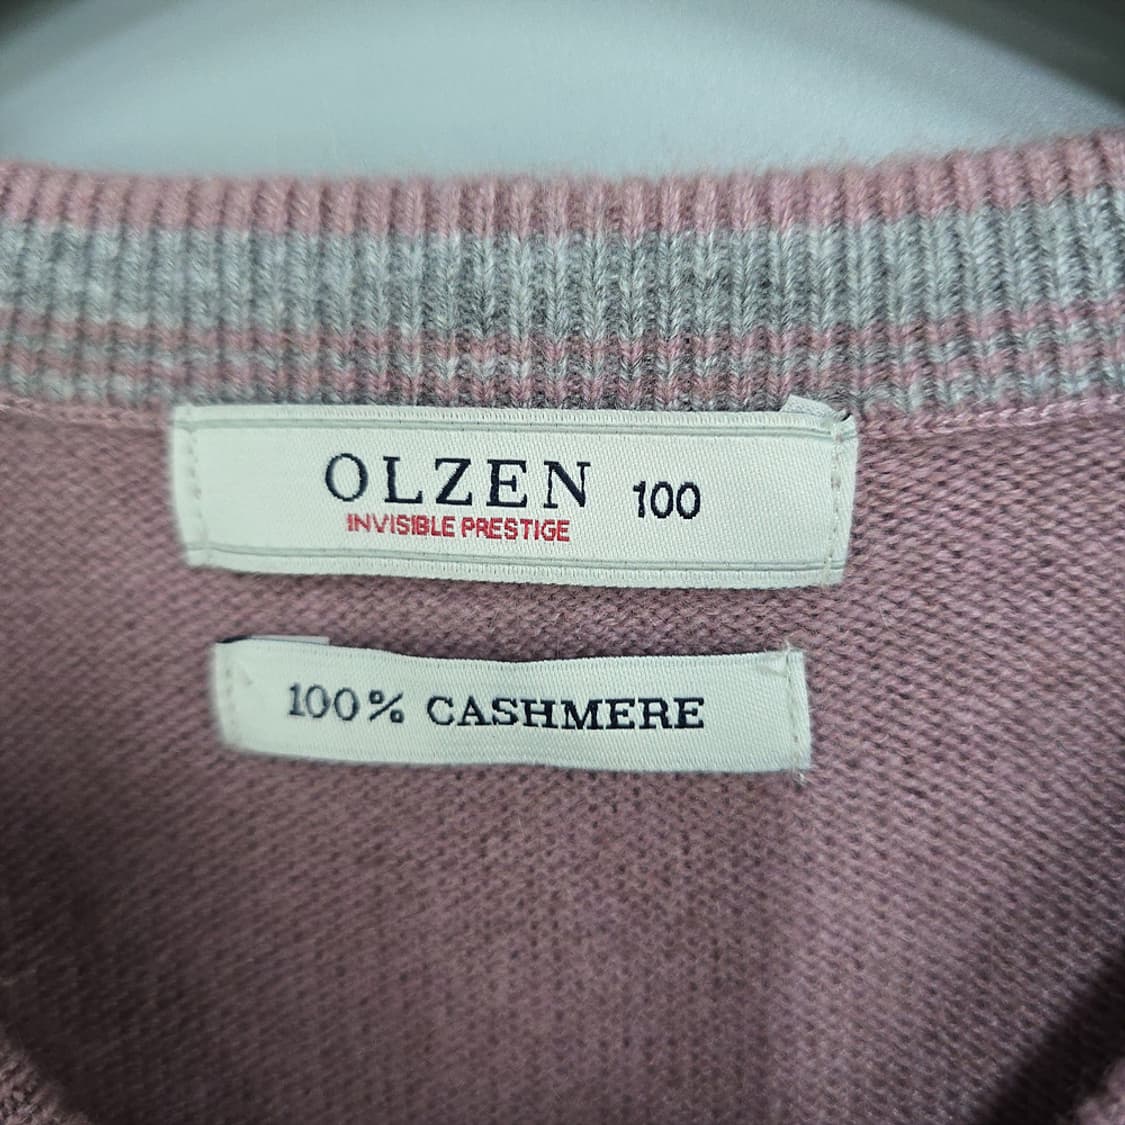 OLZEN 100
INVISIBLE PRESTIGE
100% CASHMERE